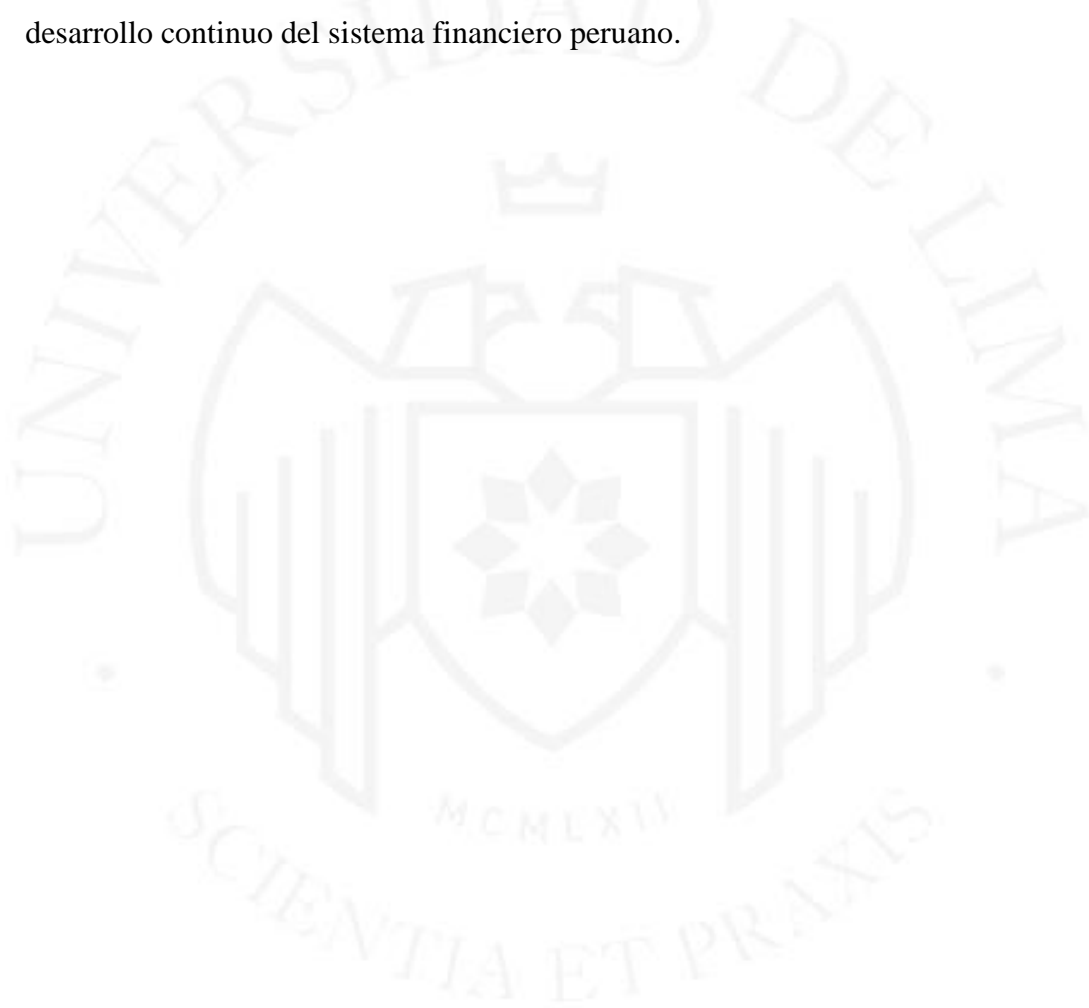 desarrollo continuo del sistema financiero peruano.
UNIVERSIDAD DE LIMA
MCMLXII
SCIENTIA ET PRAXIS